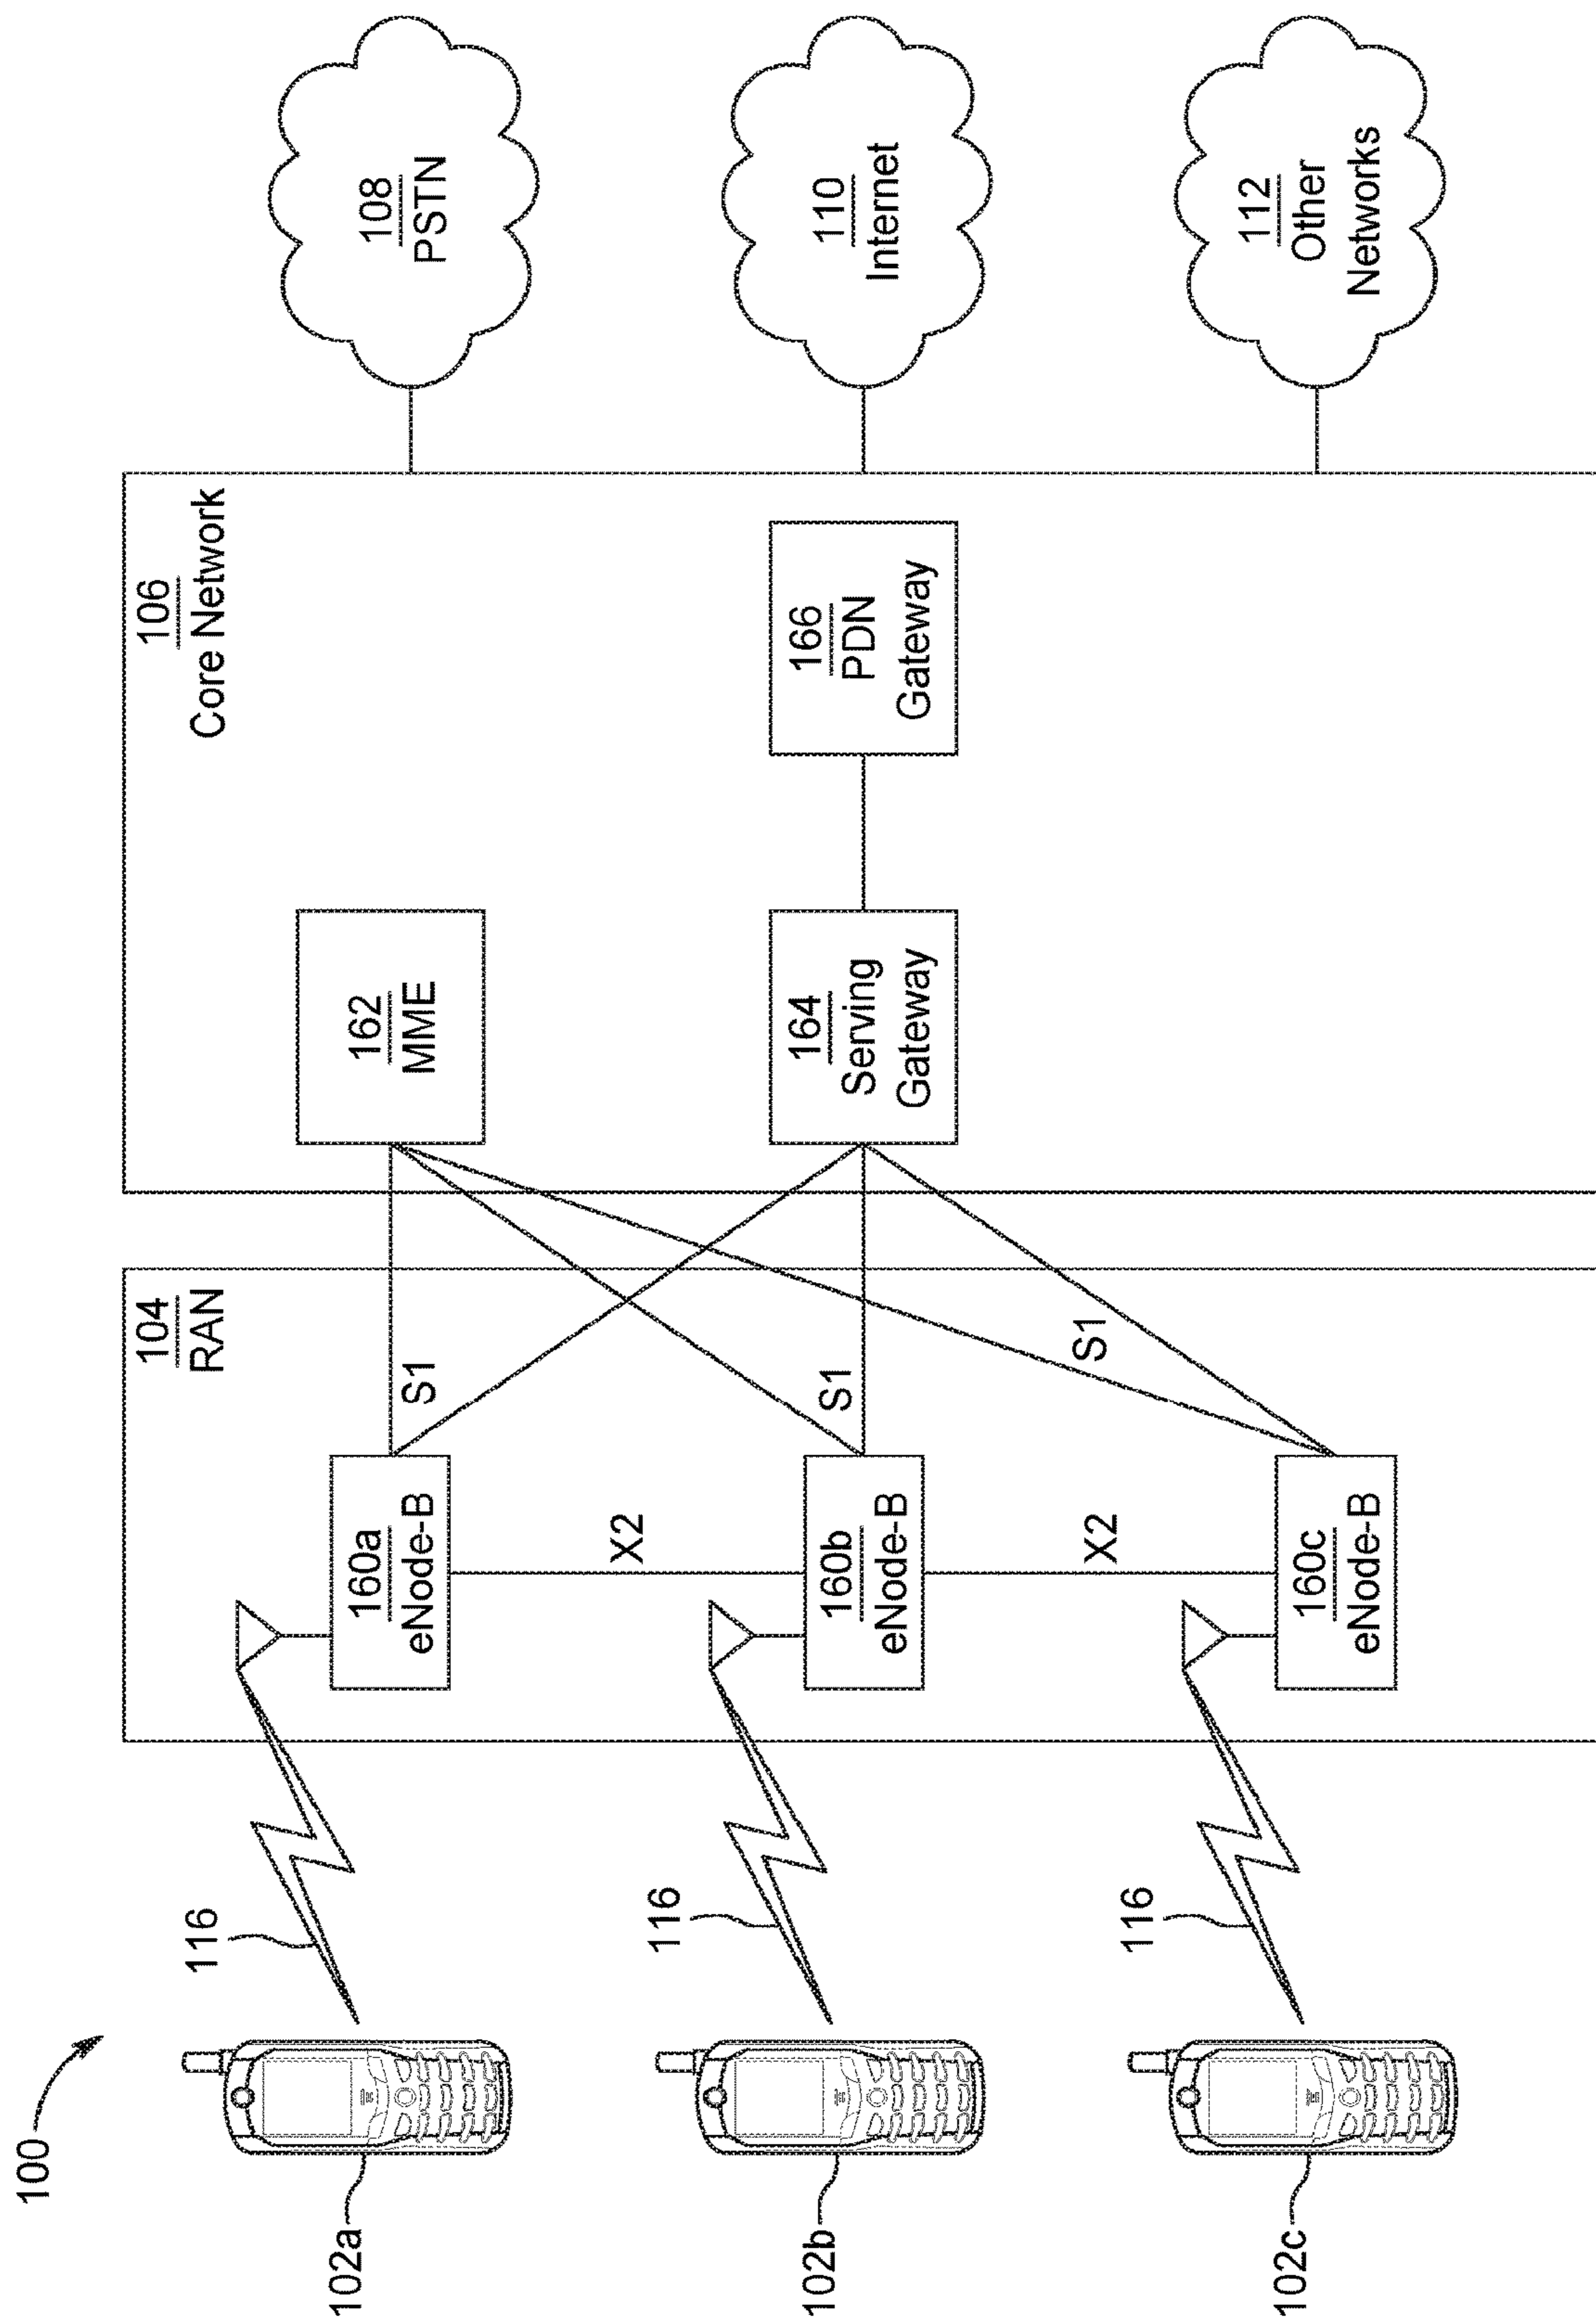 100
102a
102b
102c
116
116
116
104
RAN
160a
eNode-B
X2
160b
eNode-B
X2
160c
eNode-B
S1
S1
S1
106
Core Network
162
MME
164
Serving
Gateway
166
PDN
Gateway
108
PSTN
110
Internet
112
Other
Networks